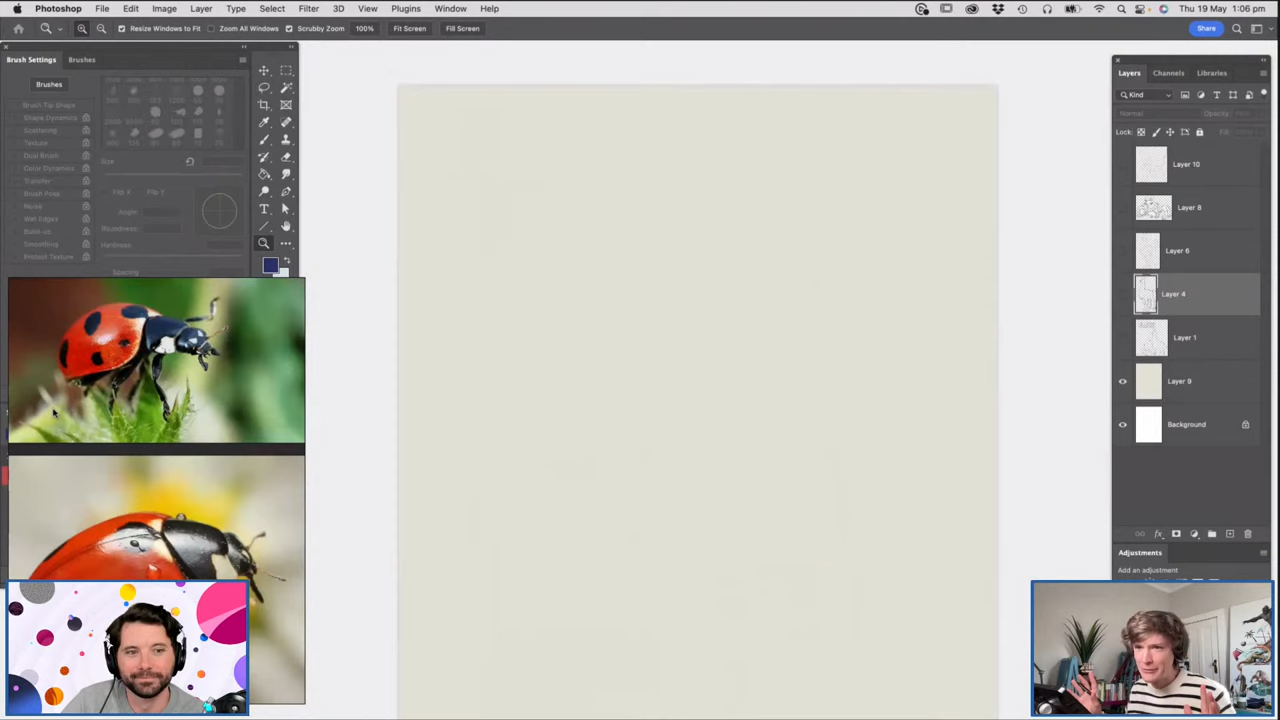 Photoshop File Edit Image Layer Type Select Filter 3D View Plugins Window Help Thu 19 May 1:06 pm
Resize Windows to Fit Zoom All Windows Scrubby Zoom 100% Fit Screen Fill Screen Share
Brush Settings Brushes
Brushes
Brush Tip Shape
Shape Dynamics
Scattering
Texture
Dual Brush
Color Dynamics
Transfer
Brush Pose
Noise
Wet Edges
Build-up
Smoothing
Protect Texture
Size
Flip X Flip Y
Angle:
Roundness:
Hardness
Spacing
Layers Channels Libraries
Kind
Normal Opacity:
Lock: Fill:
Layer 10
Layer 8
Layer 6
Layer 4
Layer 1
Layer 9
Background
Adjustments
Add an adjustment